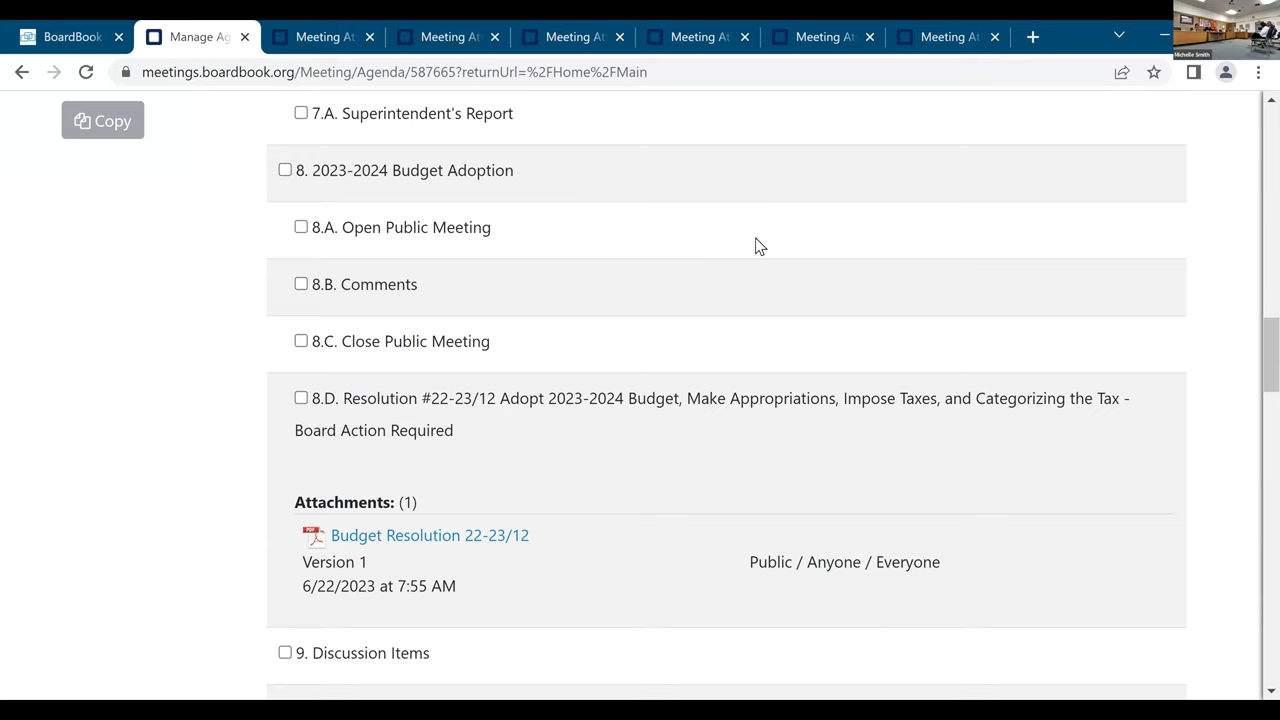 BoardBook
Manage Ag
Meeting At
Meeting At
Meeting At
Meeting At
Meeting At
Meeting At
meetings.boardbook.org/Meeting/Agenda/587665?returnUrl=%2FHome%2FMain
Michelle Smith
Copy
7.A. Superintendent's Report
8. 2023-2024 Budget Adoption
8.A. Open Public Meeting
8.B. Comments
8.C. Close Public Meeting
8.D. Resolution #22-23/12 Adopt 2023-2024 Budget, Make Appropriations, Impose Taxes, and Categorizing the Tax -
Board Action Required
Attachments: (1)
PDF
Budget Resolution 22-23/12
Version 1
Public / Anyone / Everyone
6/22/2023 at 7:55 AM
9. Discussion Items